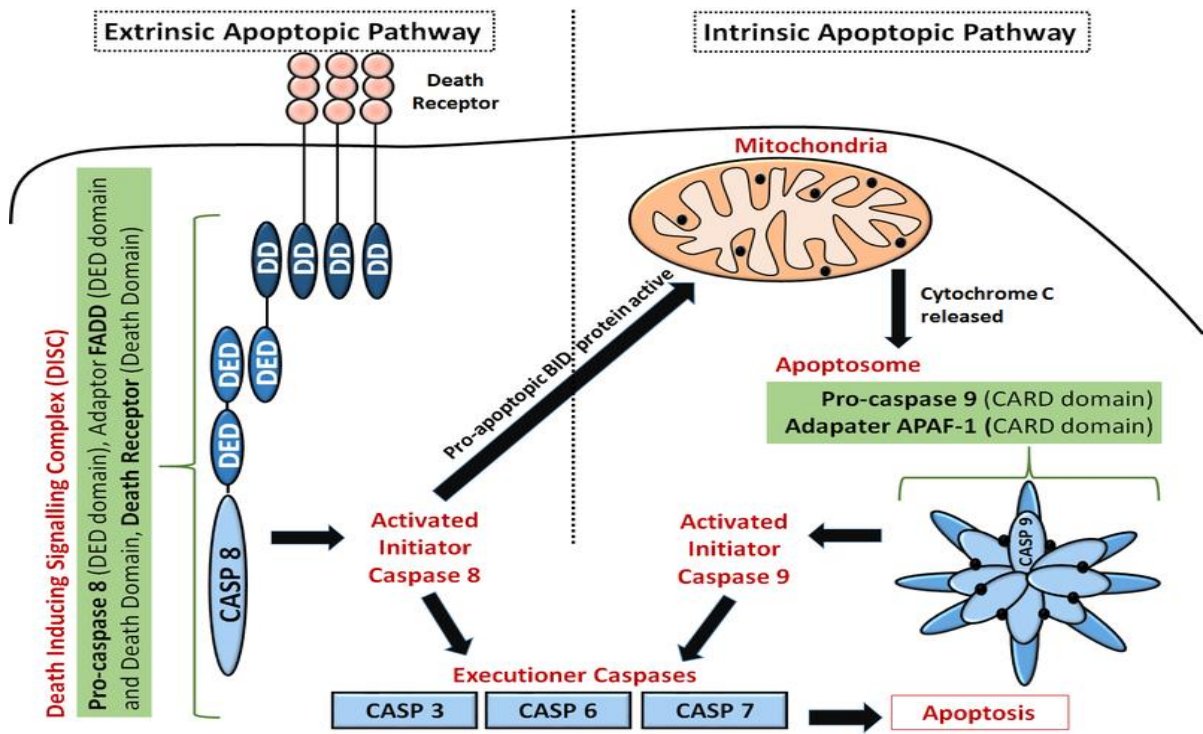 Extrinsic Apoptopic Pathway
Intrinsic Apoptopic Pathway
Death
Receptor
Death Inducing Signalling Complex (DISC)
Pro-caspase 8 (DED domain), Adaptor FADD (DED domain
and Death Domain, Death Receptor (Death Domain)
DD
DD
DD
DD
DED
DED
DED
CASP 8
Activated
Initiator
Caspase 8
Pro-apoptopic BID- protein active
Mitochondria
Cytochrome C
released
Apoptosome
Pro-caspase 9 (CARD domain)
Adapater APAF-1 (CARD domain)
CASP 9
Activated
Initiator
Caspase 9
Executioner Caspases
CASP 3
CASP 6
CASP 7
Apoptosis